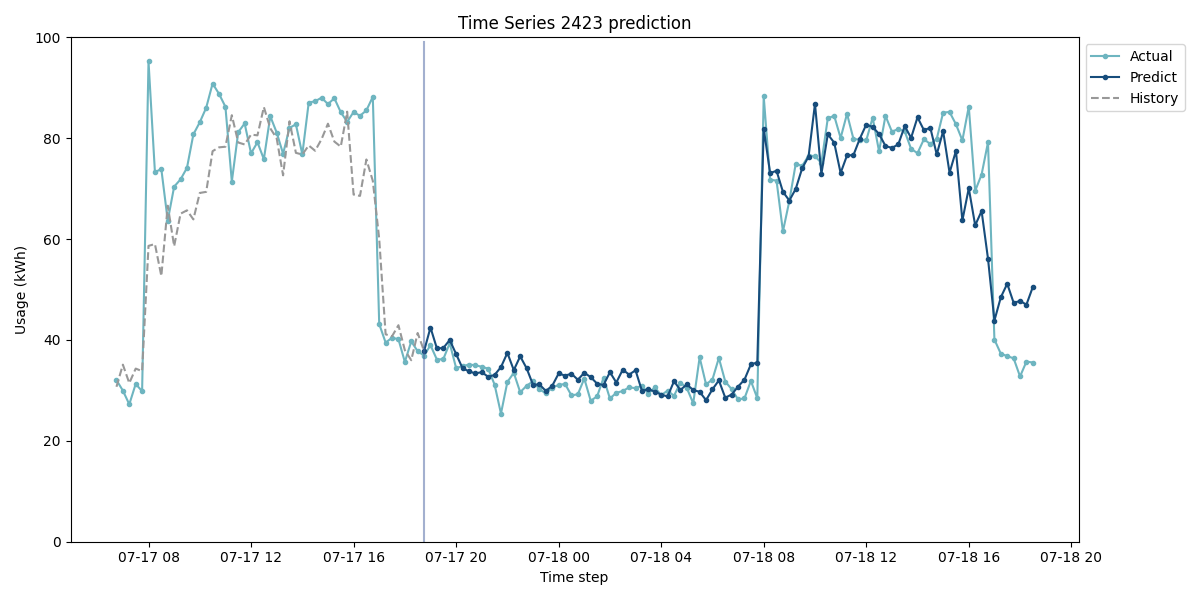 Time Series 2423 prediction
Usage (kWh)
100
80
60
40
20
0
07-17 08
07-17 12
07-17 16
07-17 20
07-18 00
07-18 04
07-18 08
07-18 12
07-18 16
07-18 20
Time step
Actual
Predict
History